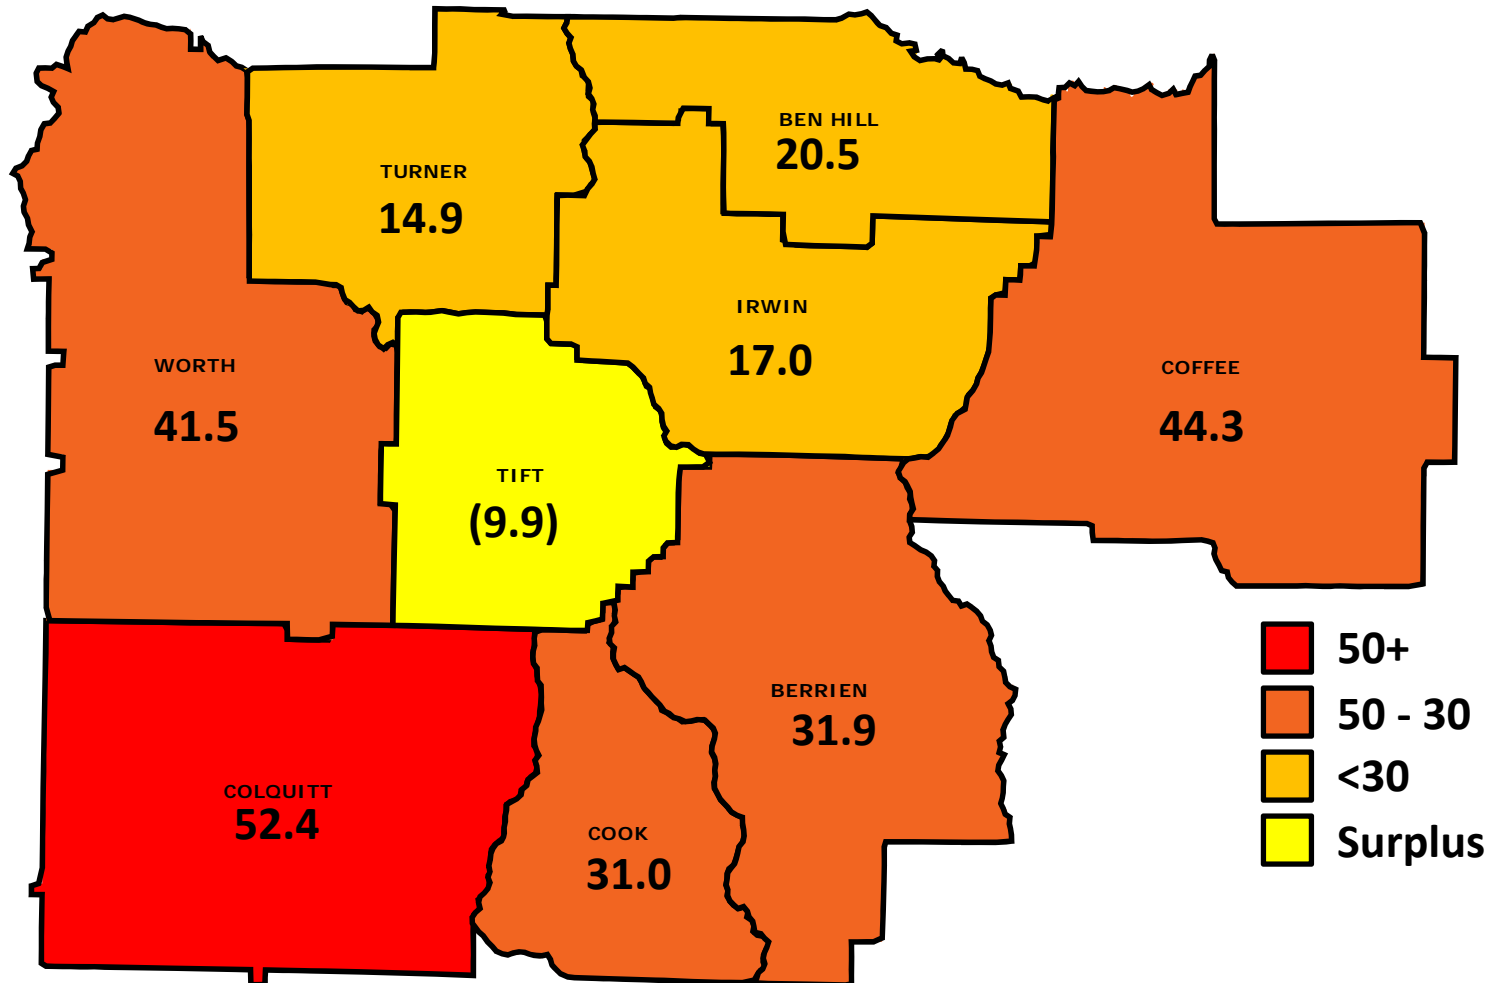 BEN HILL
20.5
TURNER
14.9
IRWIN
17.0
WORTH
41.5
COFFEE
44.3
TIFT
(9.9)
BERRIEN
31.9
COLQUITT
52.4
COOK
31.0
50+
50 - 30
<30
Surplus